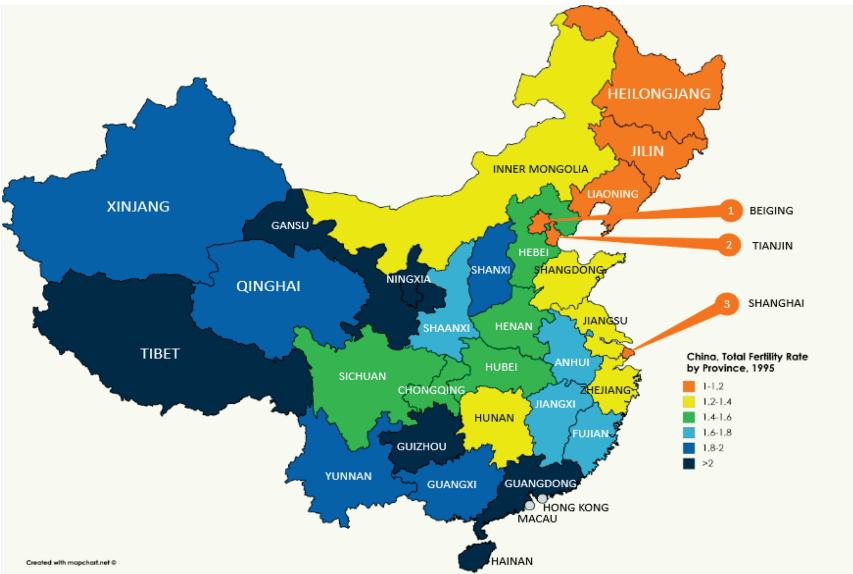 HEILONGJANG
JILIN
INNER MONGOLIA
LIAONING
XINJANG
1 BEIGING
GANSU
2 TIANJIN
HEBEI
SHANXI
SHANGDONG
NINGXIA
QINGHAI
3 SHANGHAI
JIANGSU
SHAANXI
HENAN
TIBET
ANHUI
HUBEI
SICHUAN
CHONGQING
ZHEJIANG
JIANGXI
HUNAN
FUJIAN
GUIZHOU
YUNNAN
GUANGXI
GUANGDONG
HONG KONG
MACAU
HAINAN
China, Total Fertility Rate
by Province, 1995
1-1,2
1,2-1.4
1.4-1.6
1.6-1.8
1.8-2
>2
Created with mapchart.net ©